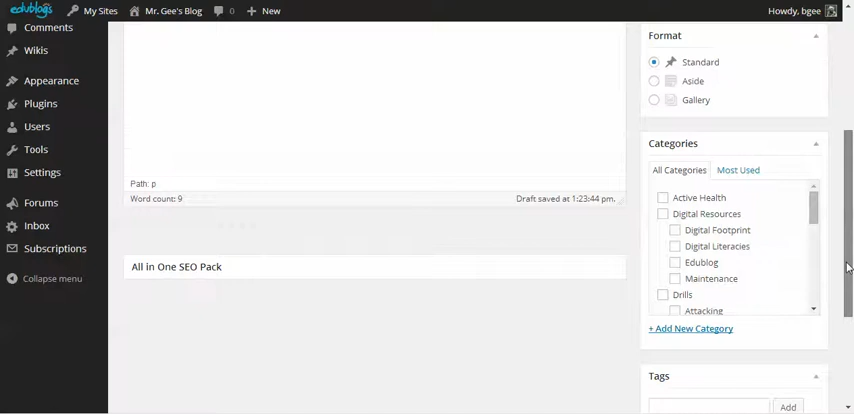 edublogs My Sites Mr. Gee's Blog 0 + New Howdy, bgee
Comments
Wikis
Appearance
Plugins
Users
Tools
Settings
Forums
Inbox
Subscriptions
Collapse menu
Path: p
Word count: 9 Draft saved at 1:23:44 pm.
All in One SEO Pack
Format
Standard
Aside
Gallery
Categories
All Categories Most Used
Active Health
Digital Resources
Digital Footprint
Digital Literacies
Edublog
Maintenance
Drills
Attacking
+ Add New Category
Tags
Add